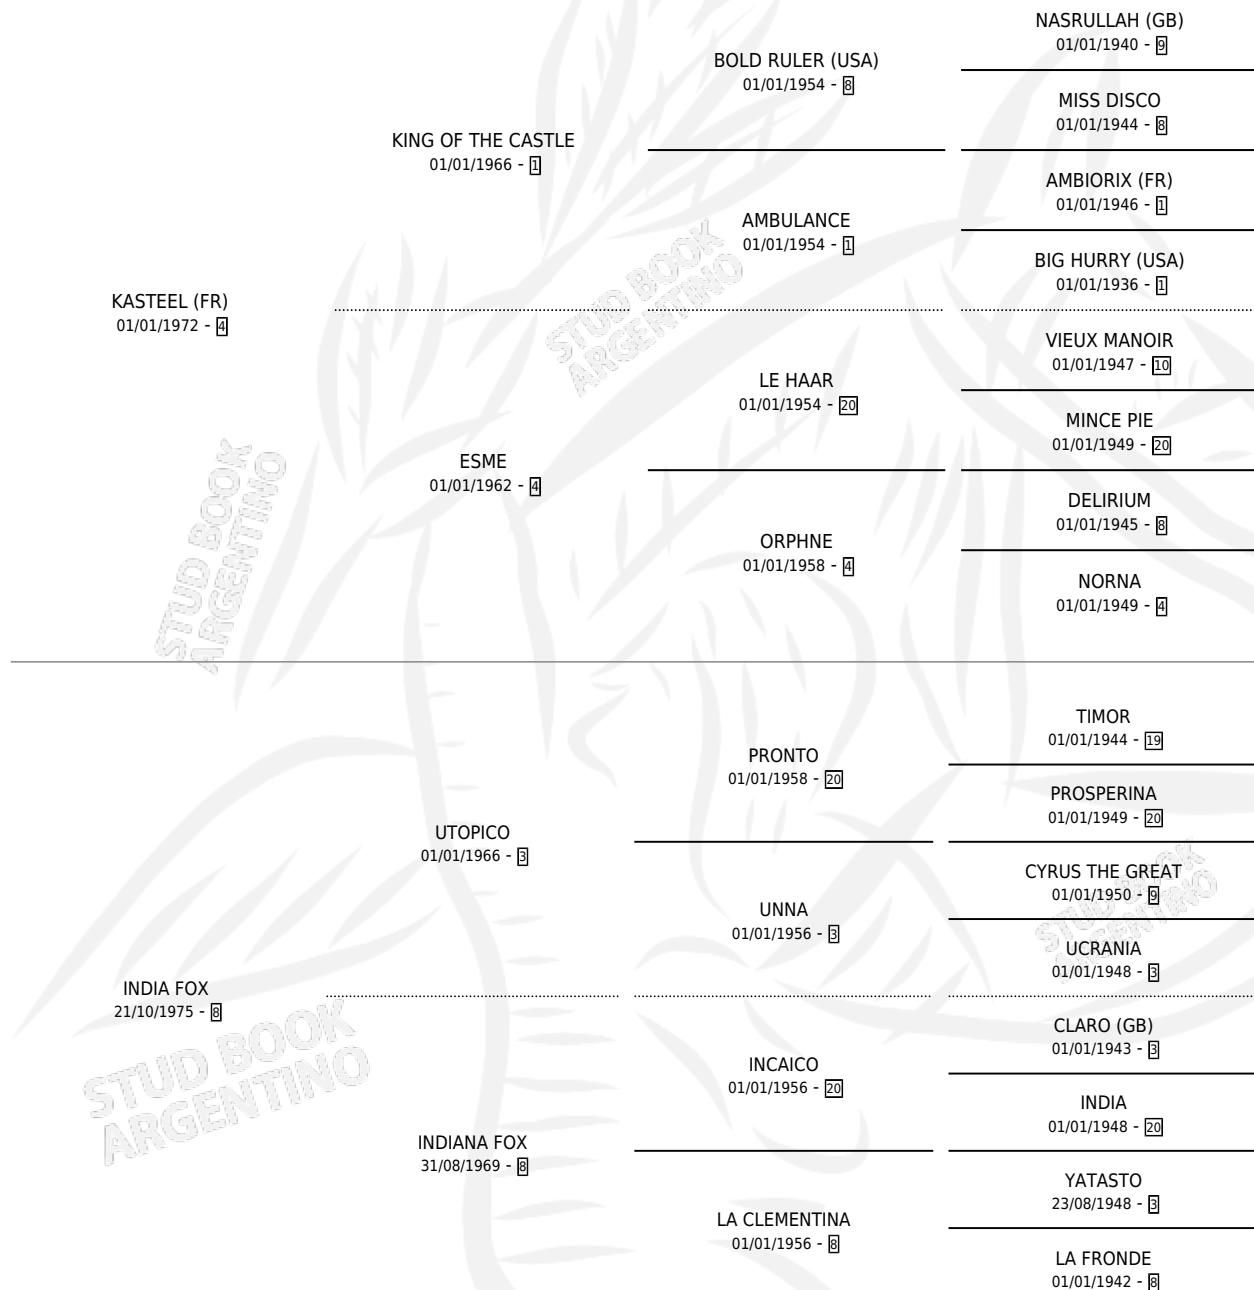 NASRULLAH (GB)
01/01/1940 - 9
BOLD RULER (USA)
01/01/1954 - 8
MISS DISCO
01/01/1944 - 8
KING OF THE CASTLE
01/01/1966 - 1
AMBIORIX (FR)
01/01/1946 - 1
AMBULANCE
01/01/1954 - 1
BIG HURRY (USA)
01/01/1936 - 1
KASTEEL (FR)
01/01/1972 - 4
VIEUX MANOIR
01/01/1947 - 10
LE HAAR
01/01/1954 - 20
MINCE PIE
01/01/1949 - 20
ESME
01/01/1962 - 4
DELIRIUM
01/01/1945 - 8
ORPHNE
01/01/1958 - 4
NORNA
01/01/1949 - 4
STUD BOOK
ARGENTINO
STUD BOOK
ARGENTINO
TIMOR
01/01/1944 - 19
PRONTO
01/01/1958 - 20
PROSPERINA
01/01/1949 - 20
UTOPICO
01/01/1966 - 3
CYRUS THE GREAT
01/01/1950 - 9
UNNA
01/01/1956 - 3
UCRANIA
01/01/1948 - 3
STUD BOOK
ARGENTINO
INDIA FOX
21/10/1975 - 8
CLARO (GB)
01/01/1943 - 3
INCAICO
01/01/1956 - 20
INDIA
01/01/1948 - 20
STUD BOOK
ARGENTINO
INDIANA FOX
31/08/1969 - 8
YATASTO
23/08/1948 - 3
LA CLEMENTINA
01/01/1956 - 8
LA FRONDE
01/01/1942 - 8